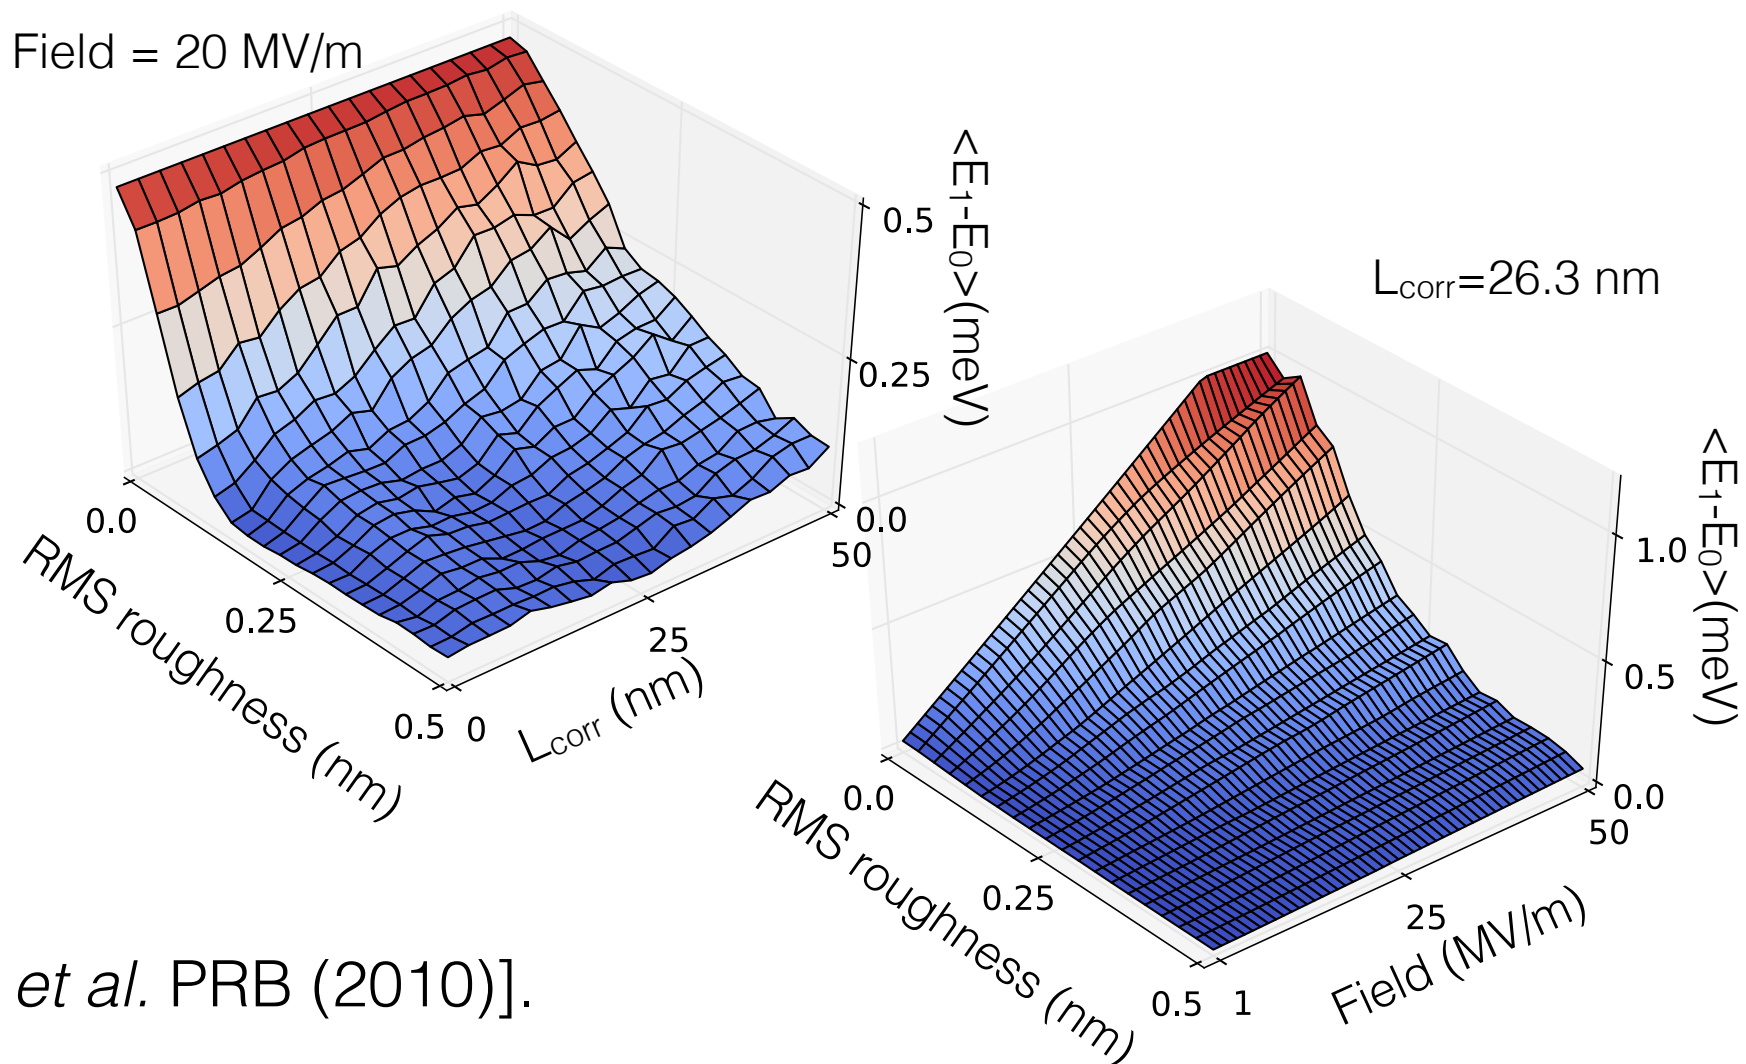 Field = 20 MV/m
<E1-E0>(meV)
0.5
0.25
0.0
0.0
0.25
0.5
RMS roughness (nm)
0
25
50
Lcorr (nm)
Lcorr=26.3 nm
<E1-E0>(meV)
1.0
0.5
0.0
0.0
0.25
0.5
RMS roughness (nm)
1
25
50
Field (MV/m)
et al. PRB (2010)].